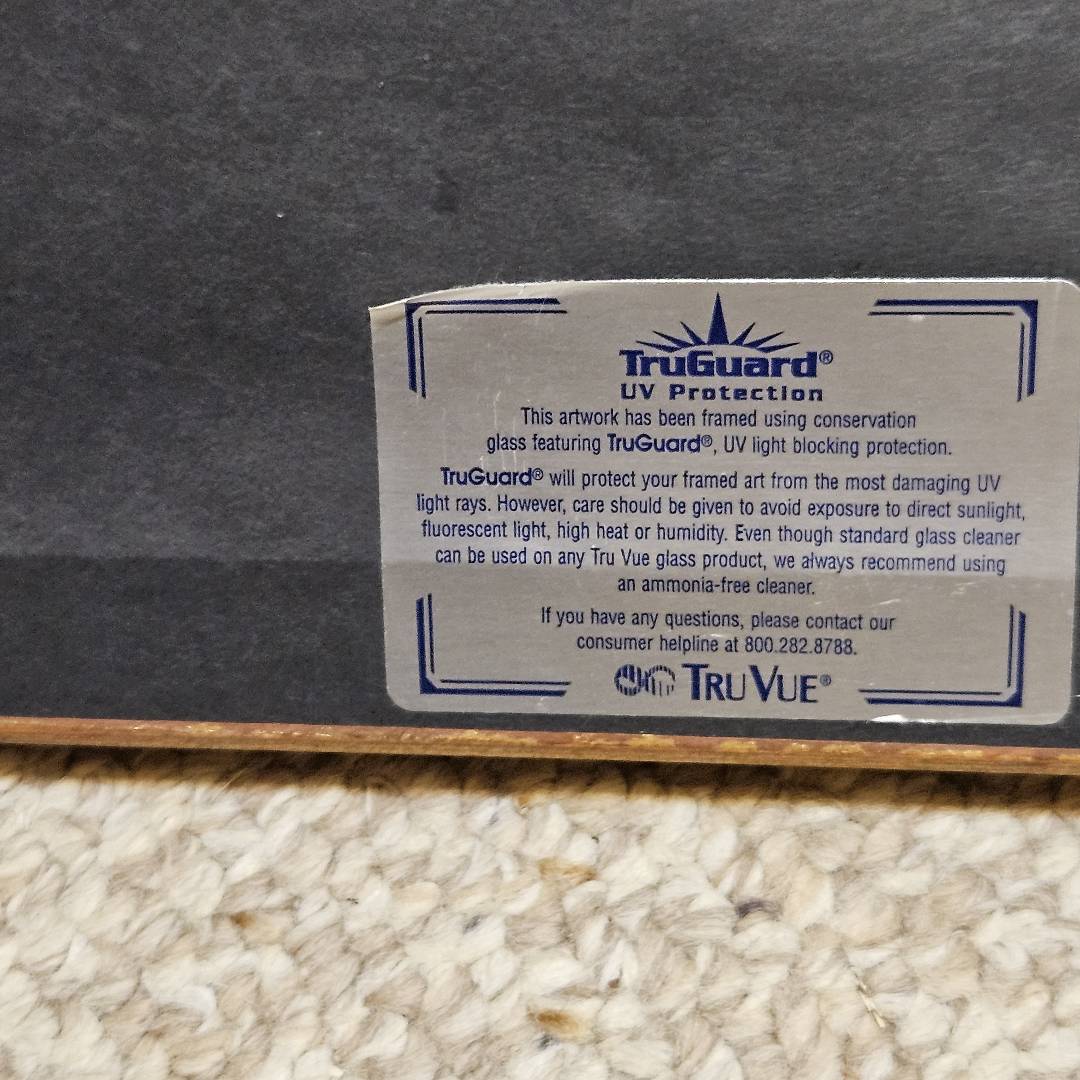 TruGuard®
UV Protection
This artwork has been framed using conservation
glass featuring TruGuard®, UV light blocking protection.
TruGuard® will protect your framed art from the most damaging UV
light rays. However, care should be given to avoid exposure to direct sunlight,
fluorescent light, high heat or humidity. Even though standard glass cleaner
can be used on any Tru Vue glass product, we always recommend using
an ammonia-free cleaner.
If you have any questions, please contact our
consumer helpline at 800.282.8788.
TRU VUE®